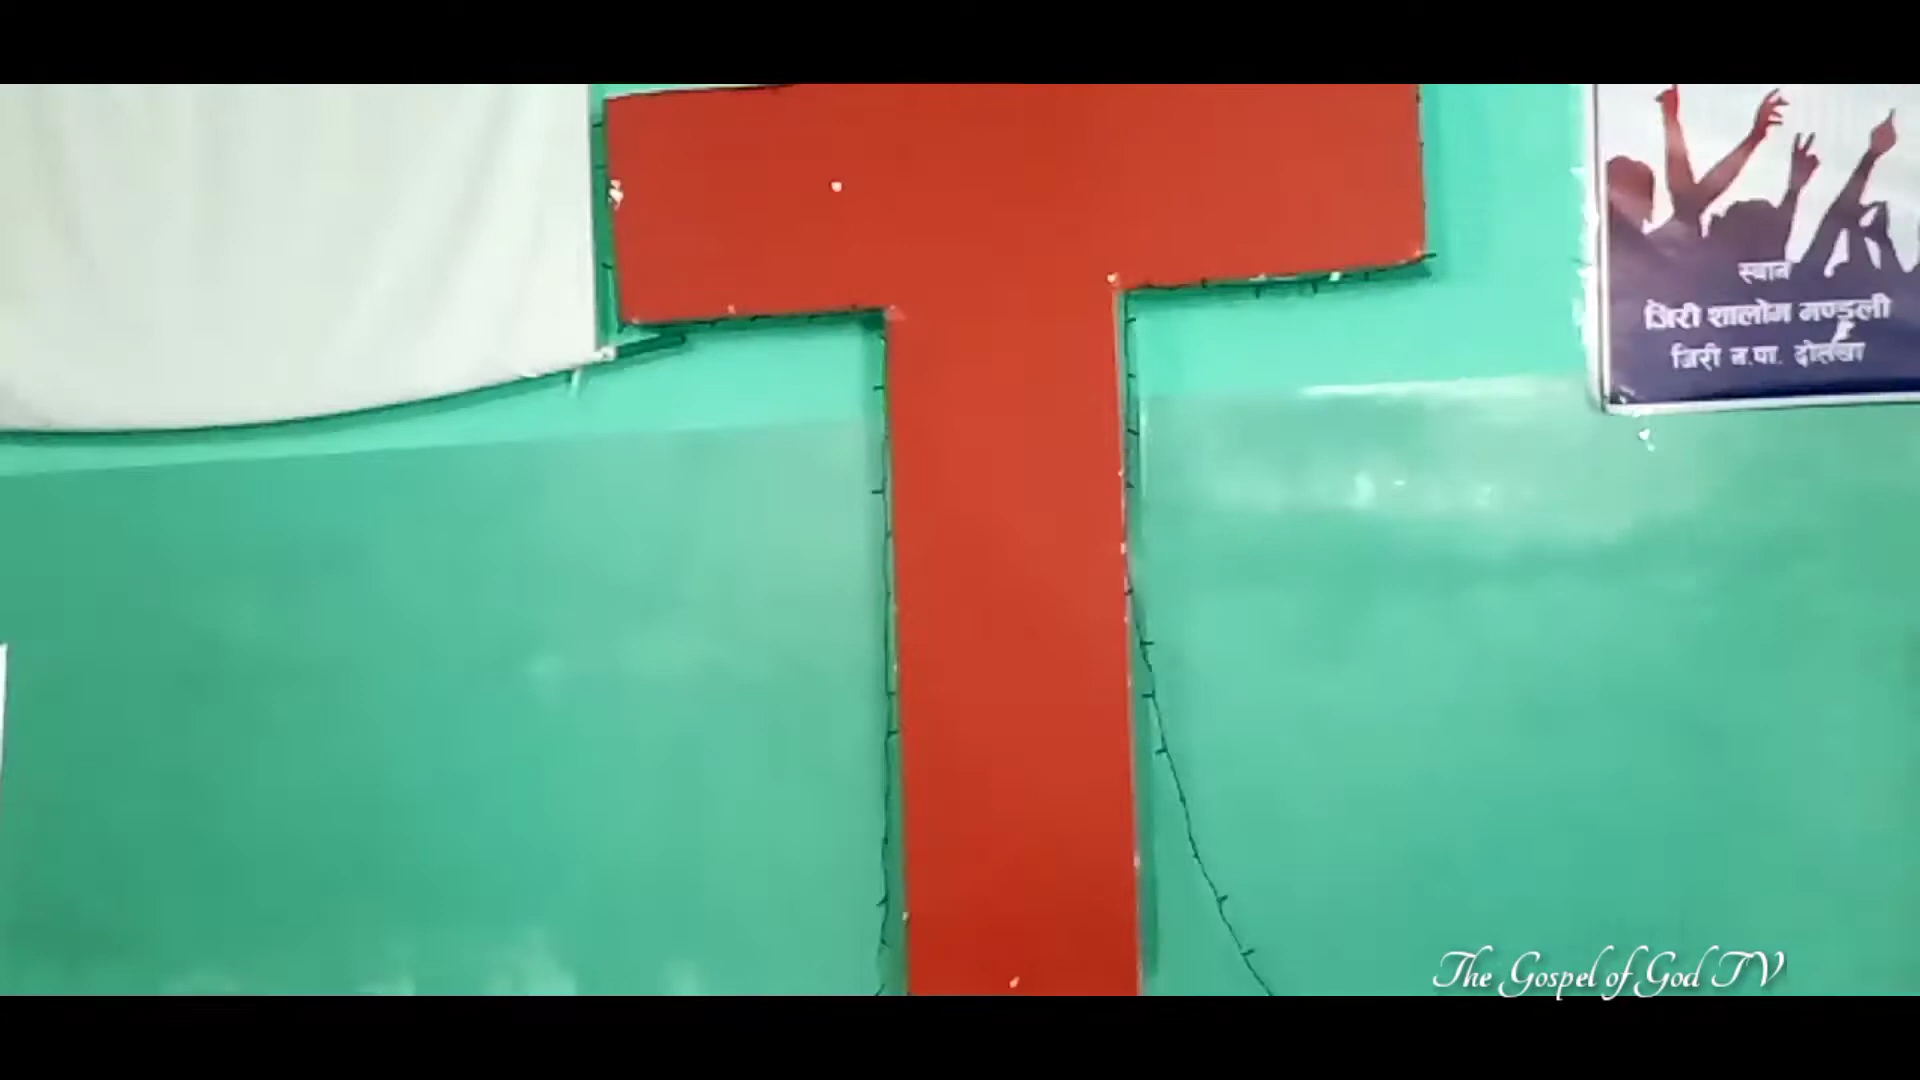 स्थान
जिरी शालोम मण्डली
जिरी न.पा. दोलखा
The Gospel of God TV